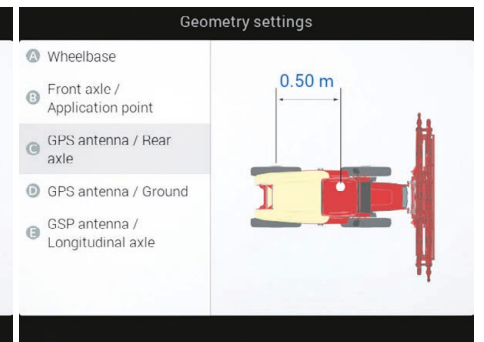 Geometry settings
A Wheelbase
B Front axle /
Application point
C GPS antenna / Rear
axle
D GPS antenna / Ground
E GSP antenna /
Longitudinal axle
0.50 m